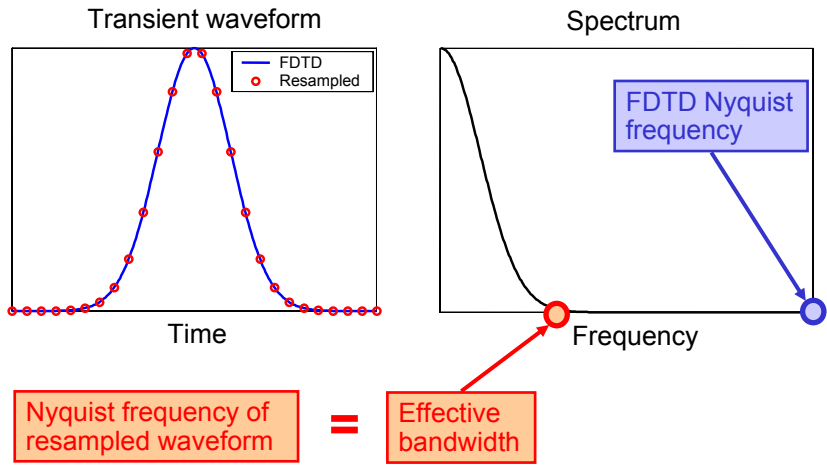 Transient waveform
FDTD
Resampled
Time
Spectrum
FDTD Nyquist
frequency
Frequency
Nyquist frequency of
resampled waveform
=
Effective
bandwidth